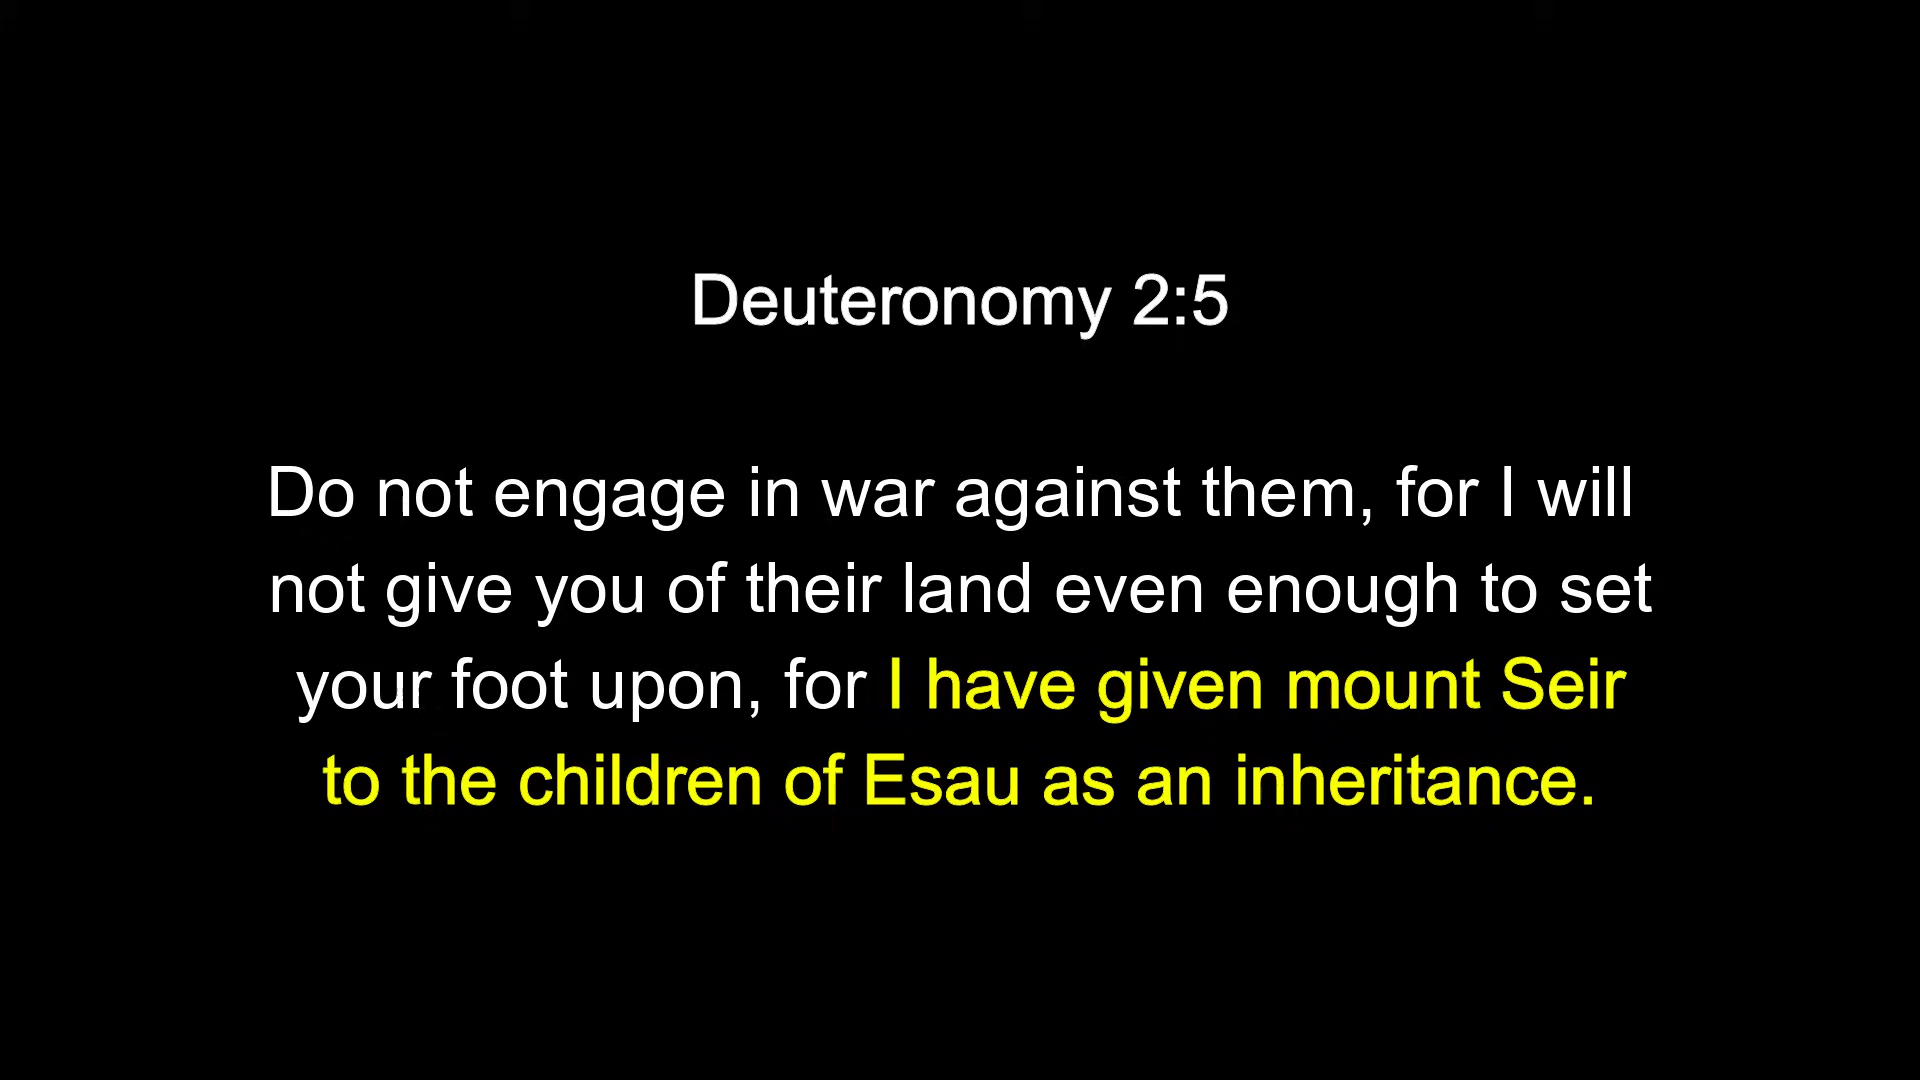 Deuteronomy 2:5
Do not engage in war against them, for I will
not give you of their land even enough to set
your foot upon, for I have given mount Seir
to the children of Esau as an inheritance.